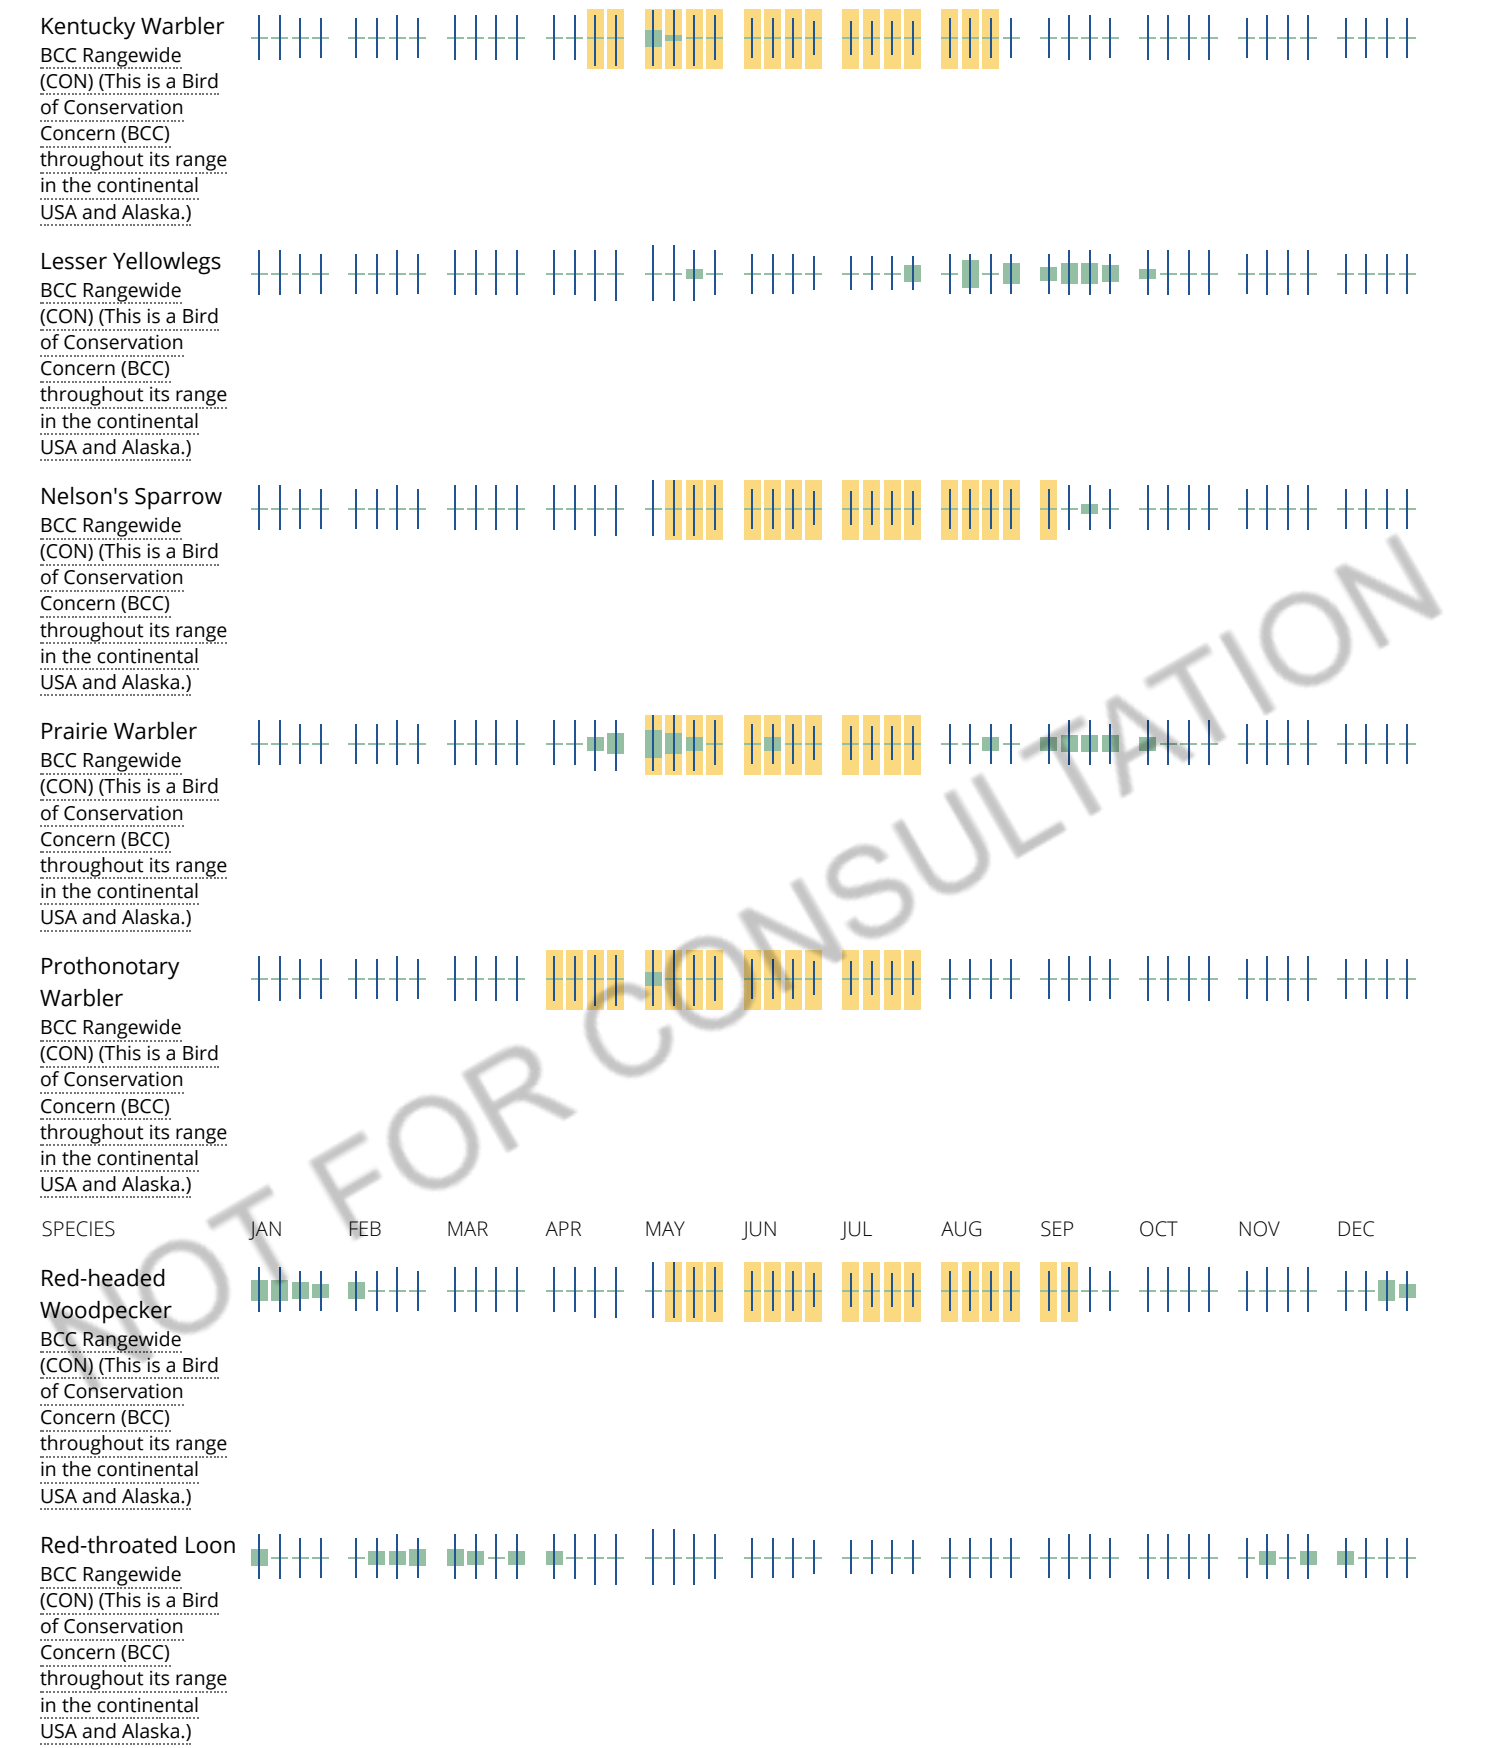 Kentucky Warbler
BCC Rangewide
(CON) (This is a Bird
of Conservation
Concern (BCC)
throughout its range
in the continental
USA and Alaska.)
Lesser Yellowlegs
BCC Rangewide
(CON) (This is a Bird
of Conservation
Concern (BCC)
throughout its range
in the continental
USA and Alaska.)
Nelson's Sparrow
BCC Rangewide
(CON) (This is a Bird
of Conservation
Concern (BCC)
throughout its range
in the continental
USA and Alaska.)
Prairie Warbler
BCC Rangewide
(CON) (This is a Bird
of Conservation
Concern (BCC)
throughout its range
in the continental
USA and Alaska.)
Prothonotary
Warbler
BCC Rangewide
(CON) (This is a Bird
of Conservation
Concern (BCC)
throughout its range
in the continental
USA and Alaska.)
SPECIES JAN FEB MAR APR MAY JUN JUL AUG SEP OCT NOV DEC
Red-headed
Woodpecker
BCC Rangewide
(CON) (This is a Bird
of Conservation
Concern (BCC)
throughout its range
in the continental
USA and Alaska.)
Red-throated Loon
BCC Rangewide
(CON) (This is a Bird
of Conservation
Concern (BCC)
throughout its range
in the continental
USA and Alaska.)
NOT FOR CONSULTATION